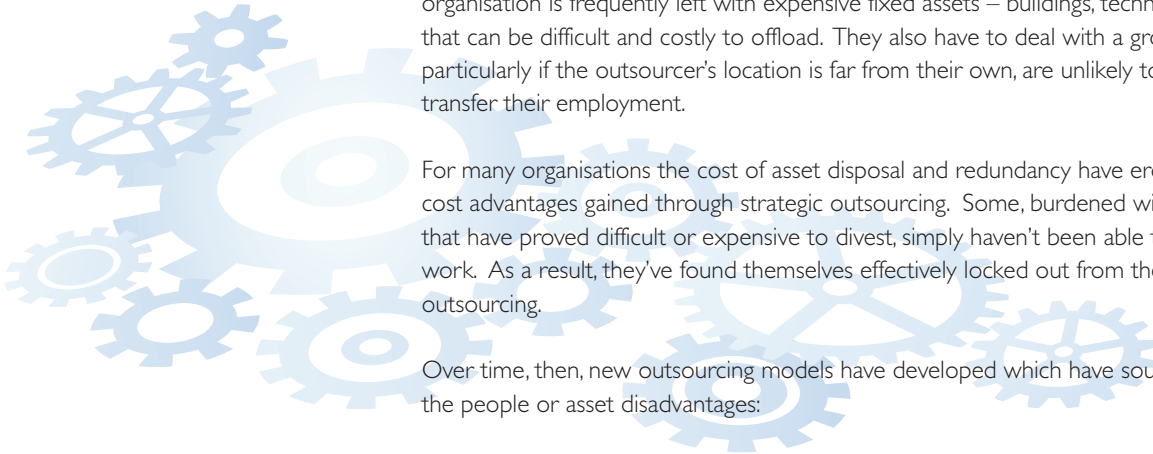 organisation is frequently left with expensive fixed assets – buildings, techn
that can be difficult and costly to offload. They also have to deal with a gro
particularly if the outsourcer's location is far from their own, are unlikely to
transfer their employment.
For many organisations the cost of asset disposal and redundancy have ero
cost advantages gained through strategic outsourcing. Some, burdened wi
that have proved difficult or expensive to divest, simply haven't been able t
work. As a result, they've found themselves effectively locked out from the
outsourcing.
Over time, then, new outsourcing models have developed which have sou
the people or asset disadvantages: